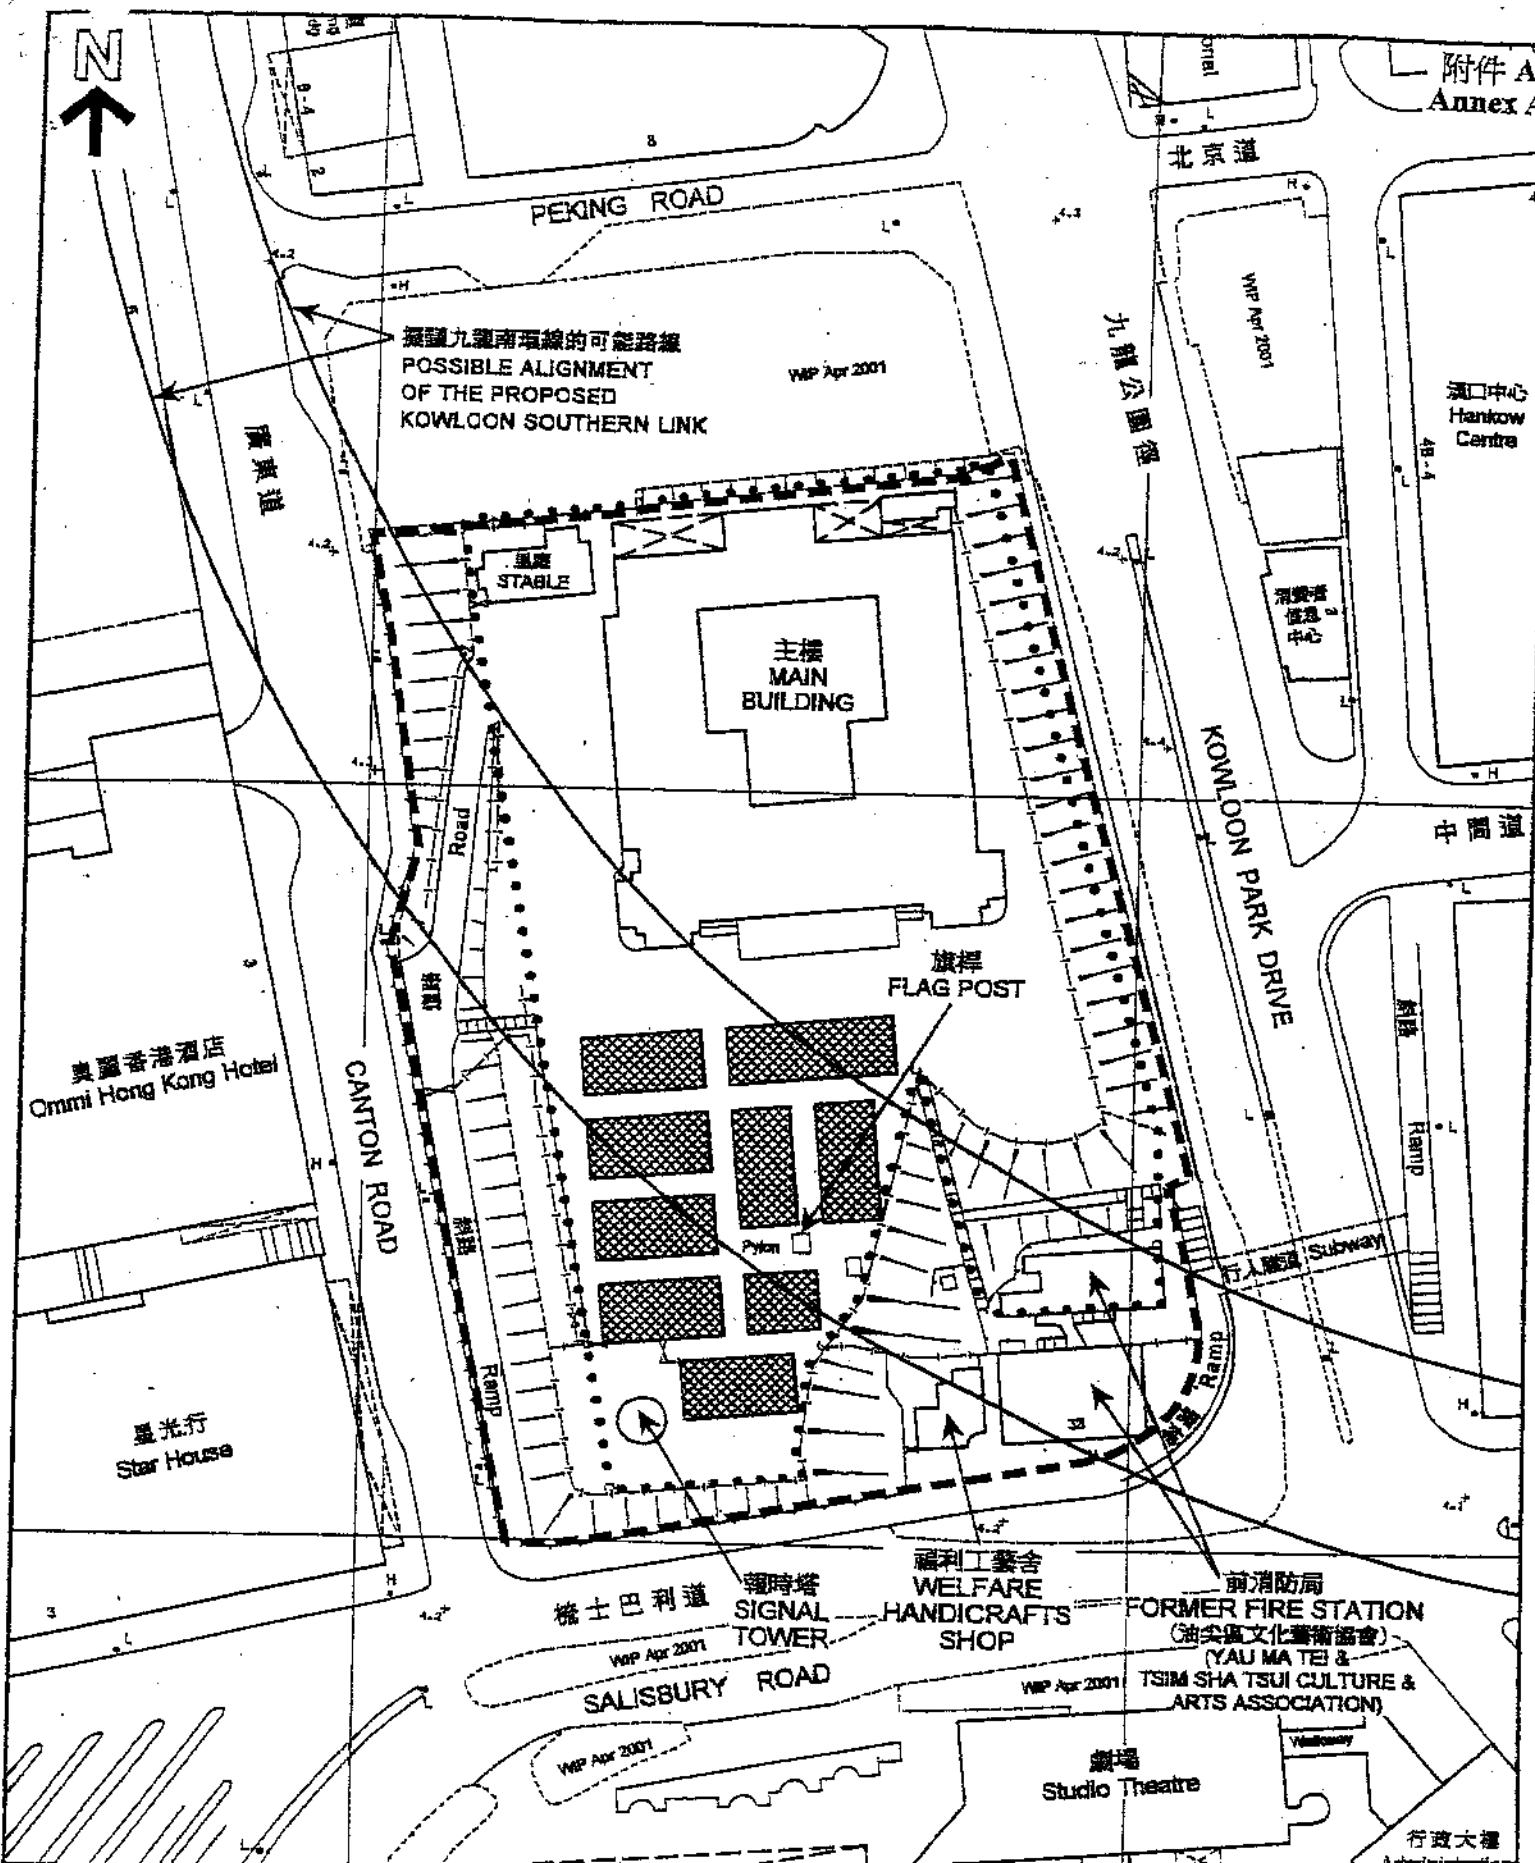 N
附件 A
Annex A
北京道
PEKING ROAD
擬議九龍南環線的可能路線
POSSIBLE ALIGNMENT
OF THE PROPOSED
KOWLOON SOUTHERN LINK
WIP Apr 2001
WIP Apr 2001
九龍公園徑
漢口中心
Hankow
Centre
廣東道
馬廐
STABLE
主樓
MAIN
BUILDING
消費者
信息
中心
KOWLOON PARK DRIVE
中間道
Road
旗桿
FLAG POST
斜路
Ramp
奧麗香港酒店
Omni Hong Kong Hotel
CANTON ROAD
Pylon
行人隧道 Subway
斜路
Ramp
Ramp
星光行
Star House
梳士巴利道
報時塔
SIGNAL
TOWER
福利工藝舍
WELFARE
HANDICRAFTS
SHOP
前消防局
FORMER FIRE STATION
(油尖區文化藝術協會)
(YAU MA TEI &
TSIM SHA TSUI CULTURE &
ARTS ASSOCIATION)
WIP Apr 2001
SALISBURY ROAD
WIP Apr 2001
WIP Apr 2001
劇場
Studio Theatre
Walkway
行政大樓